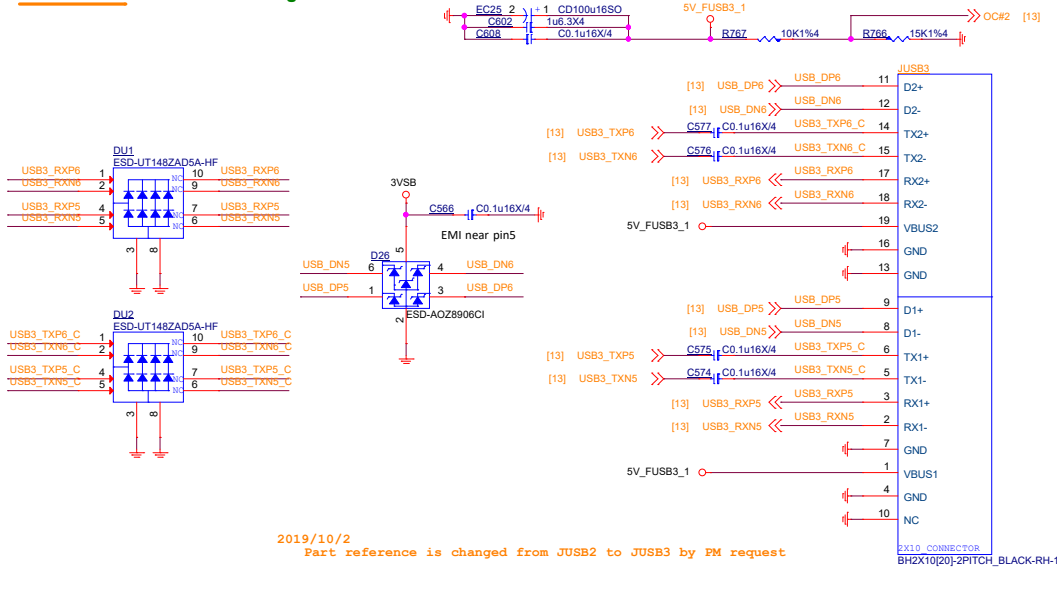 EC25 2 + 1 CD100u16SO
C602 1u6.3X4
C608 C0.1u16X/4
5V_FUSB3_1
R767 10K1%4
R766 15K1%4
OC#2 [13]
JUSB3
[13] USB_DP6 USB_DP6 11 D2+
[13] USB_DN6 USB_DN6 12 D2-
[13] USB3_TXP6 C577 C0.1u16X/4 USB3_TXP6_C 14 TX2+
[13] USB3_TXN6 C576 C0.1u16X/4 USB3_TXN6_C 15 TX2-
[13] USB3_RXP6 USB3_RXP6 17 RX2+
[13] USB3_RXN6 USB3_RXN6 18 RX2-
5V_FUSB3_1 19 VBUS2
16 GND
13 GND
[13] USB_DP5 USB_DP5 9 D1+
[13] USB_DN5 USB_DN5 8 D1-
[13] USB3_TXP5 C575 C0.1u16X/4 USB3_TXP5_C 6 TX1+
[13] USB3_TXN5 C574 C0.1u16X/4 USB3_TXN5_C 5 TX1-
[13] USB3_RXP5 USB3_RXP5 3 RX1+
[13] USB3_RXN5 USB3_RXN5 2 RX1-
7 GND
5V_FUSB3_1 1 VBUS1
4 GND
10 NC
2X10_CONNECTOR
BH2X10[20]-2PITCH_BLACK-RH-1
DU1
ESD-UT148ZAD5A-HF
USB3_RXP6 1 NC 10 USB3_RXP6
USB3_RXN6 2 NC 9 USB3_RXN6
USB3_RXP5 4 NC 7 USB3_RXP5
USB3_RXN5 5 NC 6 USB3_RXN5
3 8
3VSB
C566 C0.1u16X/4
EMI near pin5
5
D26
USB_DN5 6 4 USB_DN6
USB_DP5 1 3 USB_DP6
2
ESD-AOZ8906CI
DU2
ESD-UT148ZAD5A-HF
USB3_TXP6_C 1 NC 10 USB3_TXP6_C
USB3_TXN6_C 2 NC 9 USB3_TXN6_C
USB3_TXP5_C 4 NC 7 USB3_TXP5_C
USB3_TXN5_C 5 NC 6 USB3_TXN5_C
3 8
2019/10/2
Part reference is changed from JUSB2 to JUSB3 by PM request